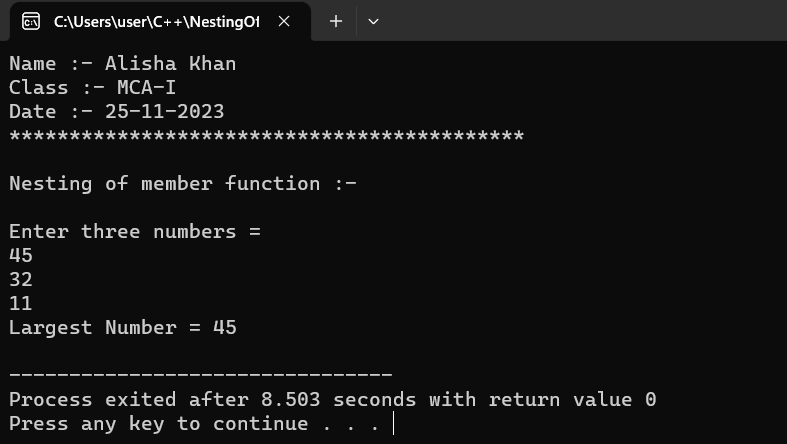 C:\Users\user\C++\NestingOf
Name :- Alisha Khan
Class :- MCA-I
Date :- 25-11-2023
*******************************************
Nesting of member function :-
Enter three numbers =
45
32
11
Largest Number = 45
--------------------------------
Process exited after 8.503 seconds with return value 0
Press any key to continue . . .